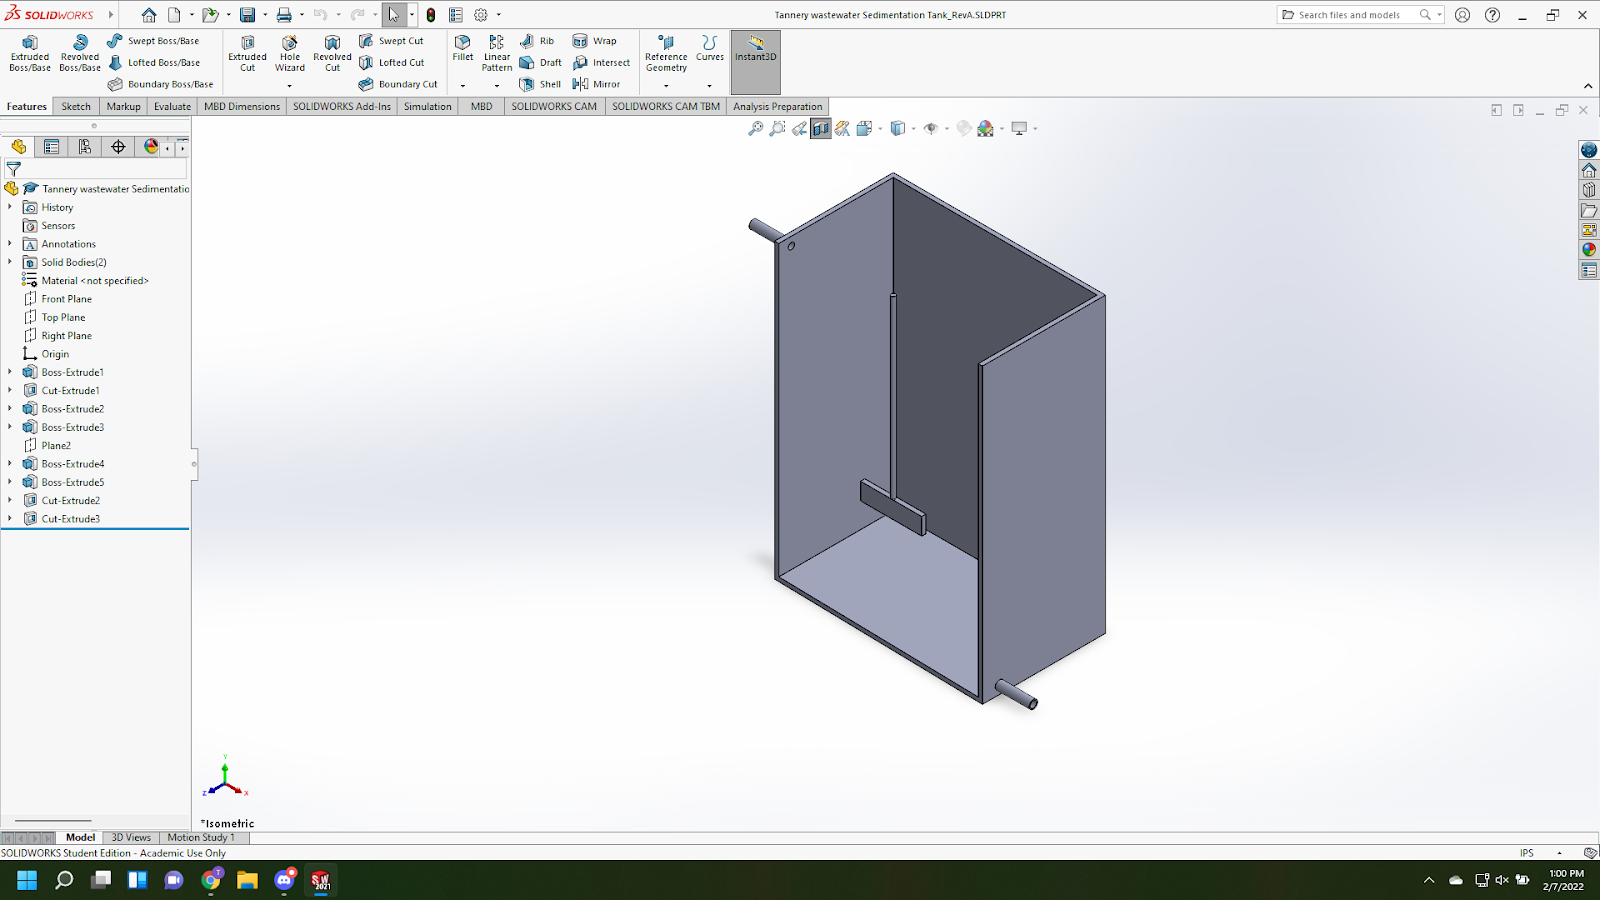 SOLIDWORKS
Tannery wastewater Sedimentation Tank_RevA.SLDPRT
Search files and models
Extruded Boss/Base
Revolved Boss/Base
Swept Boss/Base
Lofted Boss/Base
Boundary Boss/Base
Extruded Cut
Hole Wizard
Revolved Cut
Swept Cut
Lofted Cut
Boundary Cut
Fillet
Linear Pattern
Rib
Draft
Shell
Wrap
Intersect
Mirror
Reference Geometry
Curves
Instant3D
Features
Sketch
Markup
Evaluate
MBD Dimensions
SOLIDWORKS Add-Ins
Simulation
MBD
SOLIDWORKS CAM
SOLIDWORKS CAM TBM
Analysis Preparation
Tannery wastewater Sedimentatio
History
Sensors
Annotations
Solid Bodies(2)
Material <not specified>
Front Plane
Top Plane
Right Plane
Origin
Boss-Extrude1
Cut-Extrude1
Boss-Extrude2
Boss-Extrude3
Plane2
Boss-Extrude4
Boss-Extrude5
Cut-Extrude2
Cut-Extrude3
Y
Z
X
*Isometric
Model
3D Views
Motion Study 1
SOLIDWORKS Student Edition - Academic Use Only
IPS
T
SW
2021
1:00 PM
2/7/2022